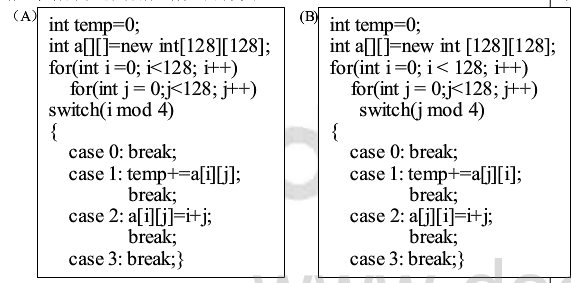 (A)
int temp=0;
int a[][]=new int[128][128];
for(int i =0; i<128; i++)
for(int j = 0;j<128; j++)
switch(i mod 4)
{
case 0: break;
case 1: temp+=a[i][j];
break;
case 2: a[i][j]=i+j;
break;
case 3: break;}
(B)
int temp=0;
int a[][]=new int [128][128];
for(int i=0; i < 128; i++)
for(int j = 0;j<128; j++)
switch(j mod 4)
{
case 0: break;
case 1: temp+=a[j][i];
break;
case 2: a[j][i]=i+j;
break;
case 3: break;}